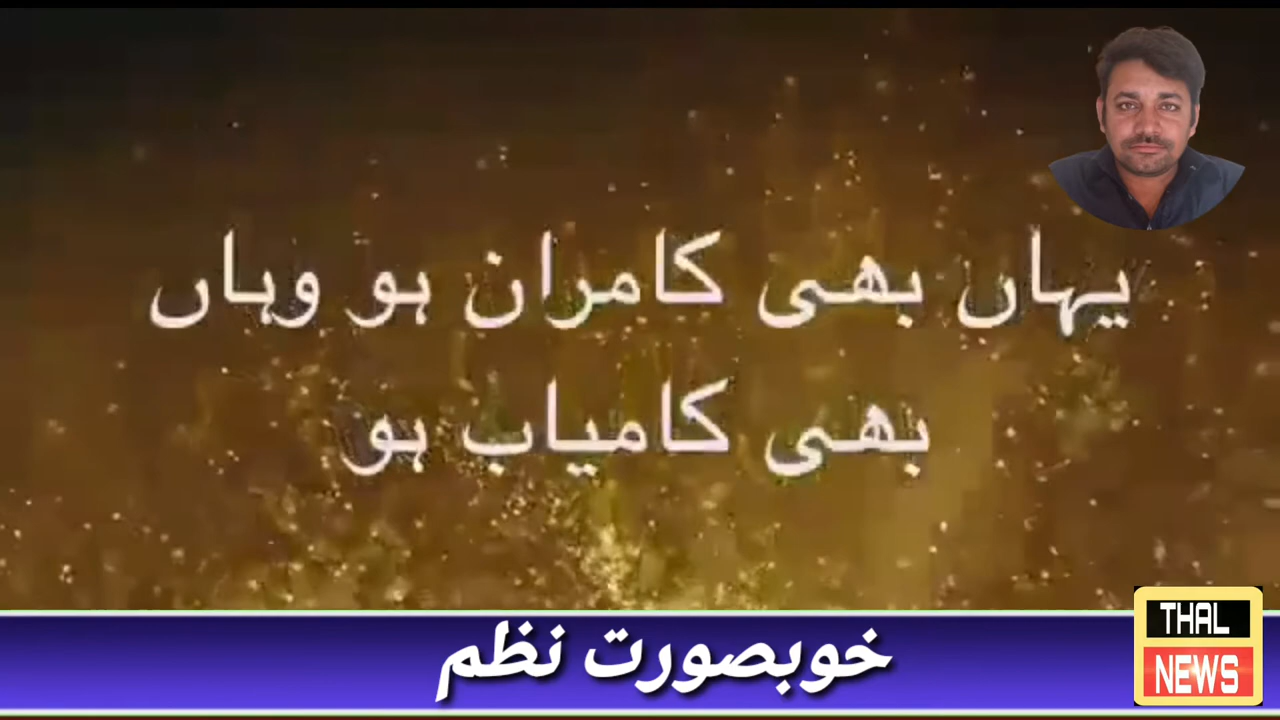 یہاں بھی کامران ہو وہاں
بھی کامیاب ہو
خوبصورت نظم
THAL
NEWS